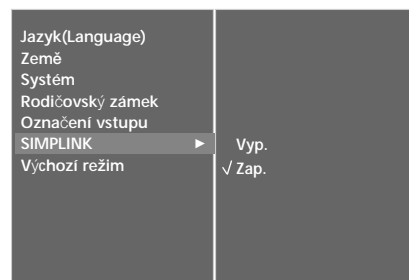 Jazyk(Language)
Země
Systém
Rodičovský zámek
Označení vstupu
SIMPLINK ►
Výchozí režim
Vyp.
√ Zap.